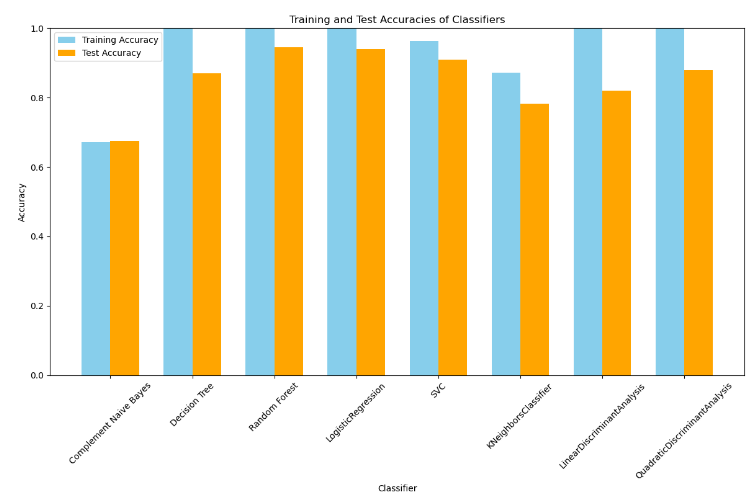 Training and Test Accuracies of Classifiers
Training Accuracy
Test Accuracy
1.0
0.8
0.6
0.4
0.2
0.0
Accuracy
Complement Naive Bayes
Decision Tree
Random Forest
LogisticRegression
SVC
KNeighborsClassifier
LinearDiscriminantAnalysis
QuadraticDiscriminantAnalysis
Classifier